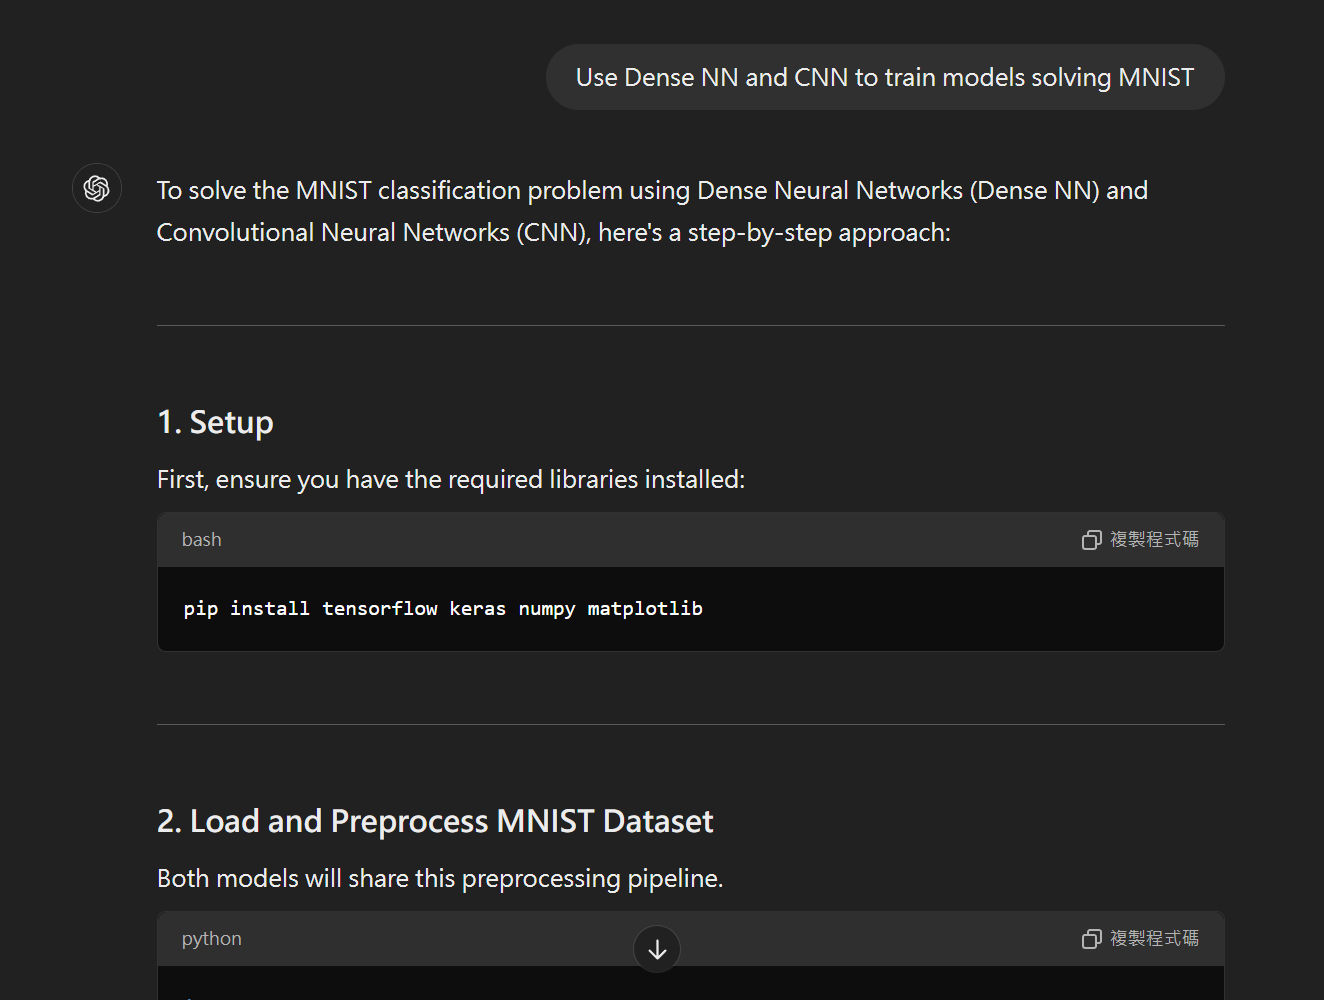 Use Dense NN and CNN to train models solving MNIST
To solve the MNIST classification problem using Dense Neural Networks (Dense NN) and
Convolutional Neural Networks (CNN), here's a step-by-step approach:
1. Setup
First, ensure you have the required libraries installed:
bash
複製程式碼
pip install tensorflow keras numpy matplotlib
2. Load and Preprocess MNIST Dataset
Both models will share this preprocessing pipeline.
python
複製程式碼